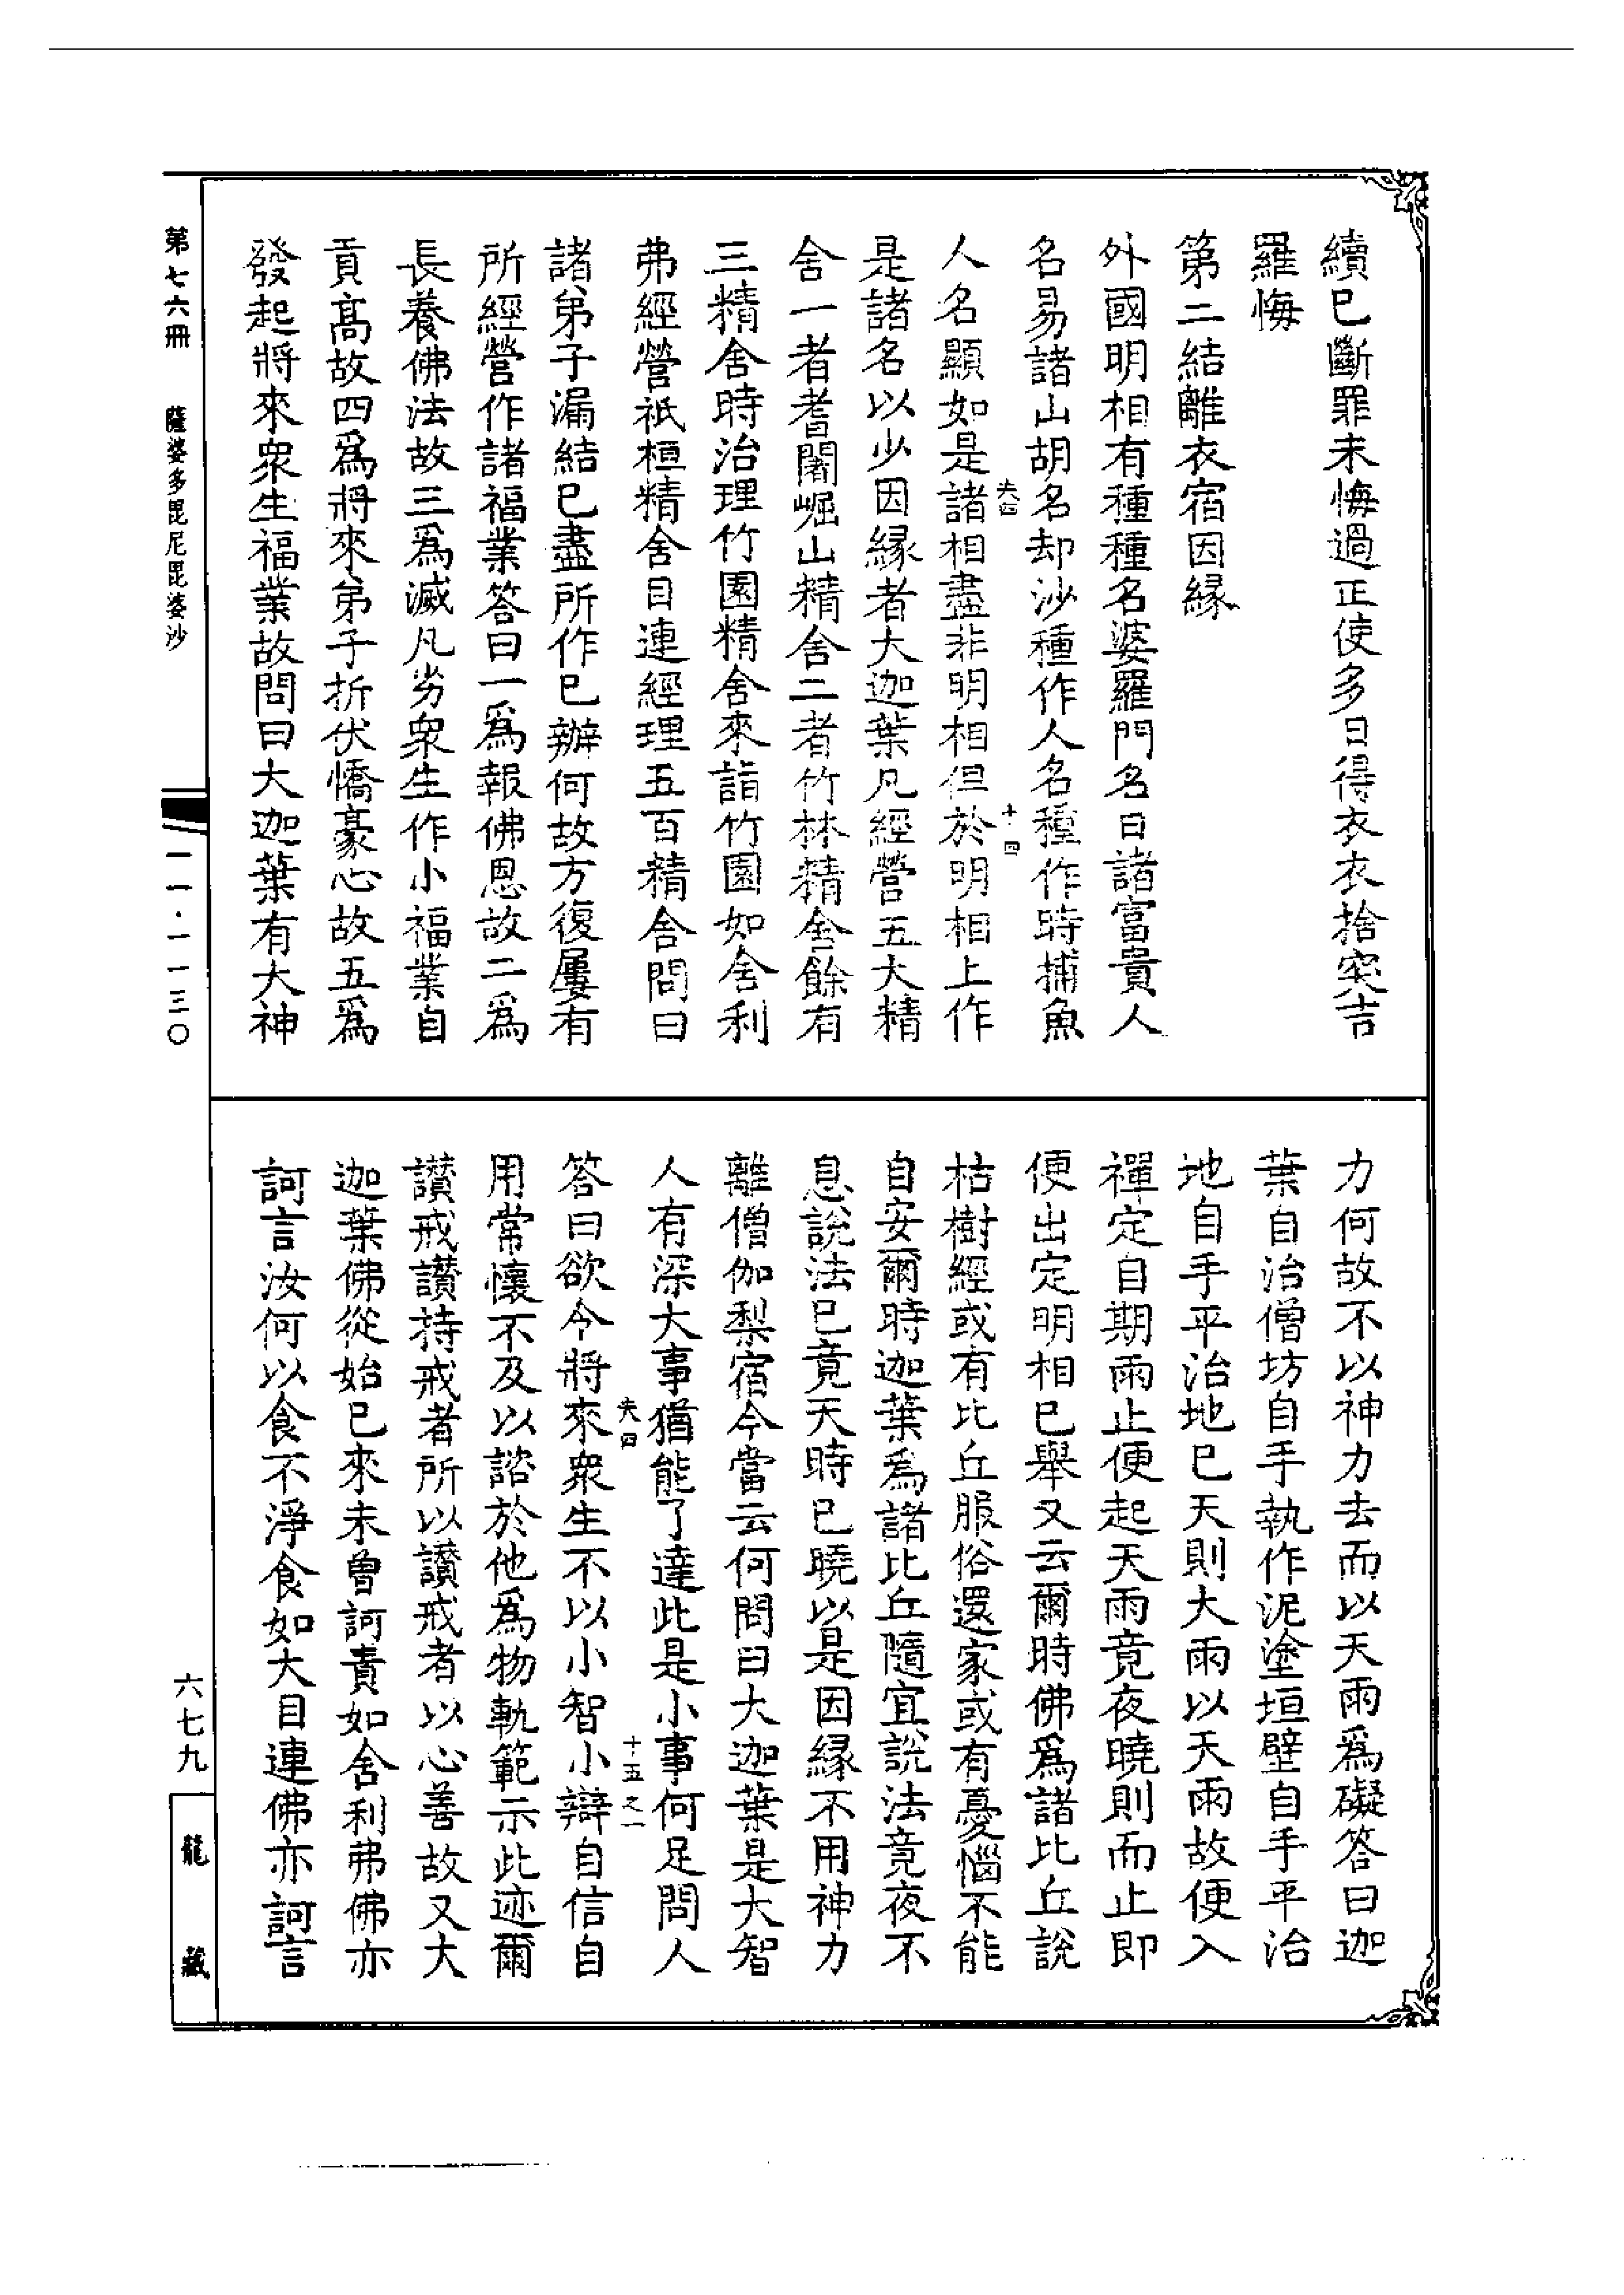 續已斷罪未悔過正使多日得衣衣捨突吉
羅悔
第二結離衣宿因緣
外國明相有種種名婆羅門名曰諸富貴人
名易諸山胡名却沙種作人名種作時捕魚
人名顯如是諸相盡非明相但於明相上作
是諸名以少因緣者大迦葉凡經營五大精
舍一者耆闍崛山精舍二者竹林精舍餘有
三精舍時治理竹園精舍來詣竹園如舍利
弗經營祇桓精舍目連經理五百精舍問曰
諸弟子漏結已盡所作已辦何故方復屢有
所經營作諸福業答曰一爲報佛恩故二爲
長養佛法故三爲滅凡劣衆生作小福業自
貢高故四爲將來弟子折伏憍豪心故五爲
發起將來衆生福業故問曰大迦葉有大神
力何故不以神力去而以天雨爲礙答曰迦
葉自治僧坊自手執作泥塗垣壁自手平治
地自手平治地已天則大雨以天雨故便入
禪定自期雨止便起天雨竟夜曉則而止即
便出定明相已舉又云爾時佛爲諸比丘說
枯樹經或有比丘服俗還家或有憂惱不能
自安爾時迦葉爲諸比丘隨宜說法竟夜不
息說法已竟天時已曉以是因緣不用神力
離僧伽梨宿今當云何問曰大迦葉是大智
人有深大事猶能了達此是小事何足問人
答曰欲今將來衆生不以小智小辯自信自
用常懷不及以諮於他爲物軌範示此迹爾
讚戒讚持戒者所以讚戒者以心善故又大
迦葉佛從始已來未曾訶責如舍利弗佛亦
訶言汝何以食不淨食如大目連佛亦訶言
夾四
十四
夾四
十五之一
第七六冊
薩婆多毘尼毘婆沙
一一·一一三〇
六七九
龍藏